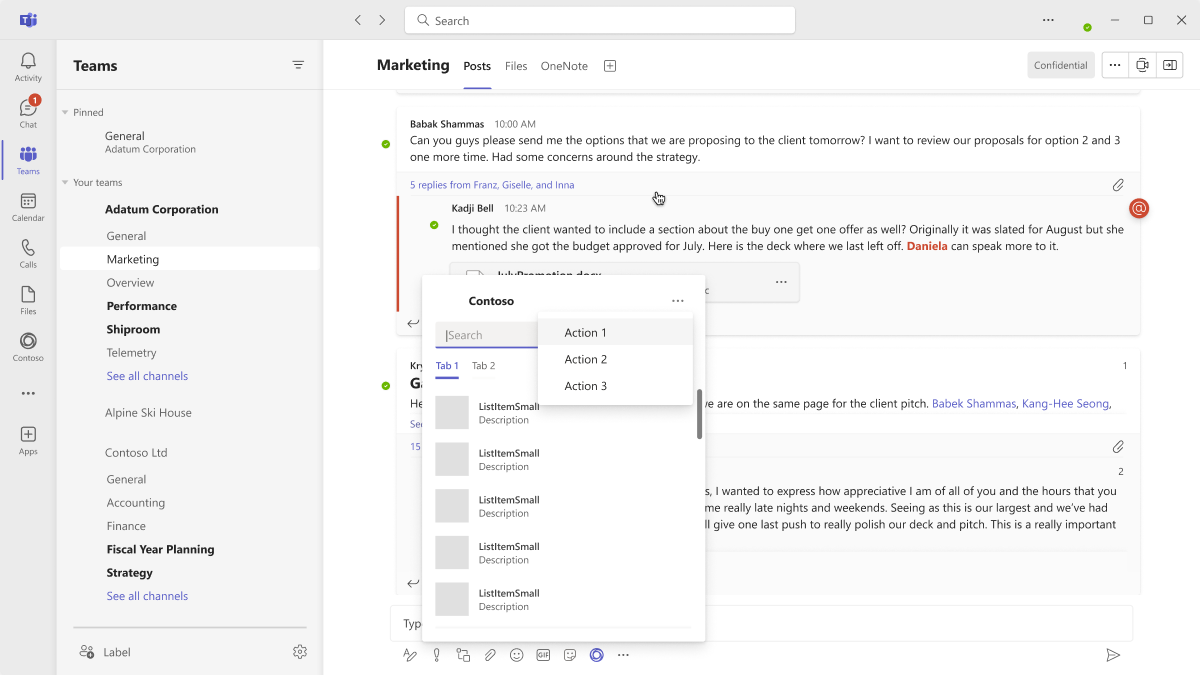 Search
Activity
1
Chat
Teams
Calendar
Calls
Files
Contoso
Apps
Teams
Pinned
General
Adatum Corporation
Your teams
Adatum Corporation
General
Marketing
Overview
Performance
Shiproom
Telemetry
See all channels
Alpine Ski House
Contoso Ltd
General
Accounting
Finance
Fiscal Year Planning
Strategy
See all channels
Label
Marketing Posts Files OneNote
Confidential
Babak Shammas 10:00 AM
Can you guys please send me the options that we are proposing to the client tomorrow? I want to review our proposals for option 2 and 3
one more time. Had some concerns around the strategy.
5 replies from Franz, Giselle, and Inna
Kadji Bell 10:23 AM
@
I thought the client wanted to include a section about the buy one get one offer as well? Originally it was slated for August but she
mentioned she got the budget approved for July. Here is the deck where we last left off. Daniela can speak more to it.
JulyPromotion.docx
Contoso
Search
Action 1
Action 2
Action 3
Tab 1 Tab 2
ListItemSmall
Description
ListItemSmall
Description
ListItemSmall
Description
ListItemSmall
Description
ListItemSmall
Description
1
ve are on the same page for the client pitch. Babek Shammas, Kang-Hee Seong,
15
2
s, I wanted to express how appreciative I am of all of you and the hours that you
me really late nights and weekends. Seeing as this is our largest and we've had
ll give one last push to really polish our deck and pitch. This is a really important
GIF